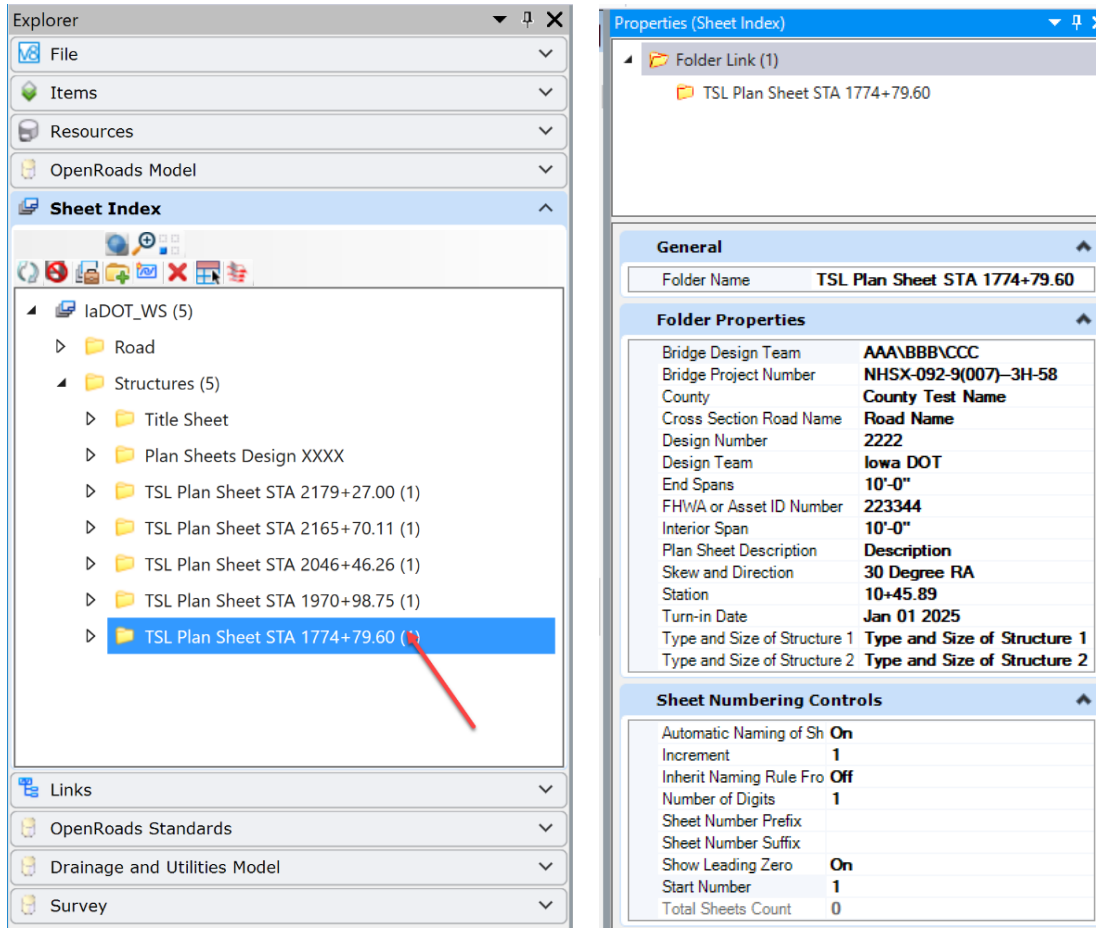 Explorer
File
Items
Resources
OpenRoads Model
Sheet Index
IaDOT_WS (5)
Road
Structures (5)
Title Sheet
Plan Sheets Design XXXX
TSL Plan Sheet STA 2179+27.00 (1)
TSL Plan Sheet STA 2165+70.11 (1)
TSL Plan Sheet STA 2046+46.26 (1)
TSL Plan Sheet STA 1970+98.75 (1)
TSL Plan Sheet STA 1774+79.60 (1)
Links
OpenRoads Standards
Drainage and Utilities Model
Survey
Properties (Sheet Index)
Folder Link (1)
TSL Plan Sheet STA 1774+79.60
General
Folder Name TSL Plan Sheet STA 1774+79.60
Folder Properties
Bridge Design Team AAA\BBB\CCC
Bridge Project Number NHSX-092-9(007)--3H-58
County County Test Name
Cross Section Road Name Road Name
Design Number 2222
Design Team Iowa DOT
End Spans 10'-0"
FHWA or Asset ID Number 223344
Interior Span 10'-0"
Plan Sheet Description Description
Skew and Direction 30 Degree RA
Station 10+45.89
Turn-in Date Jan 01 2025
Type and Size of Structure 1 Type and Size of Structure 1
Type and Size of Structure 2 Type and Size of Structure 2
Sheet Numbering Controls
Automatic Naming of Sh On
Increment 1
Inherit Naming Rule Fro Off
Number of Digits 1
Sheet Number Prefix
Sheet Number Suffix
Show Leading Zero On
Start Number 1
Total Sheets Count 0